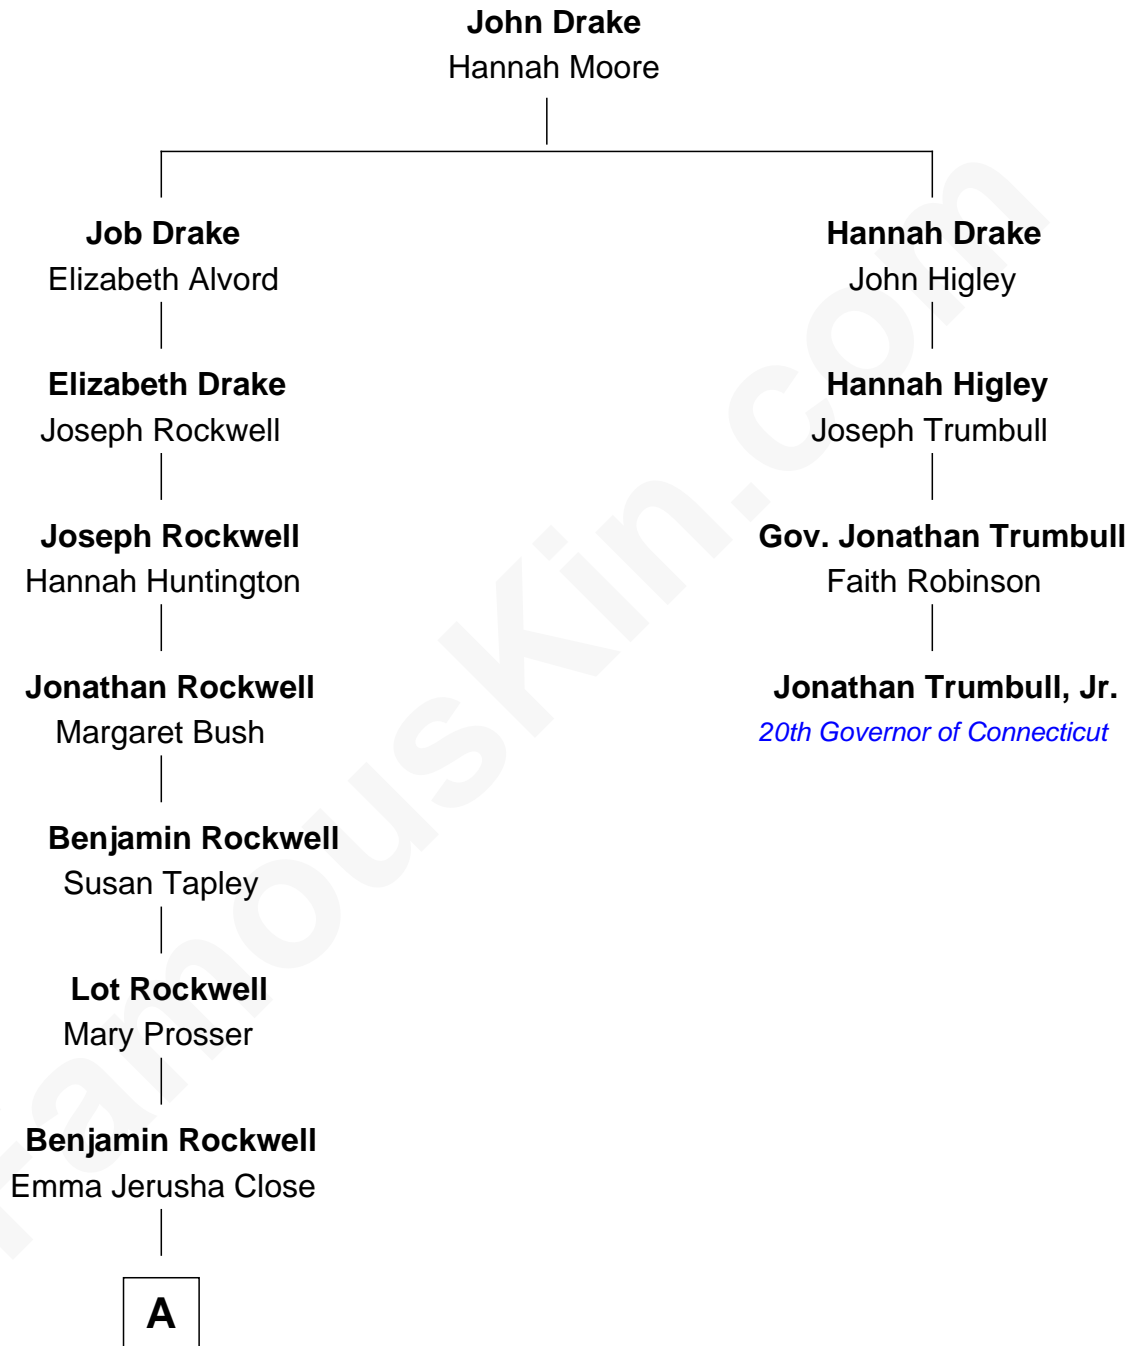 John Drake
Hannah Moore
Job Drake
Elizabeth Alvord
Hannah Drake
John Higley
Elizabeth Drake
Joseph Rockwell
Hannah Higley
Joseph Trumbull
Joseph Rockwell
Hannah Huntington
Gov. Jonathan Trumbull
Faith Robinson
Jonathan Rockwell
Margaret Bush
Jonathan Trumbull, Jr.
20th Governor of Connecticut
Benjamin Rockwell
Susan Tapley
Lot Rockwell
Mary Prosser
Benjamin Rockwell
Emma Jerusha Close
A
FamousKin.com